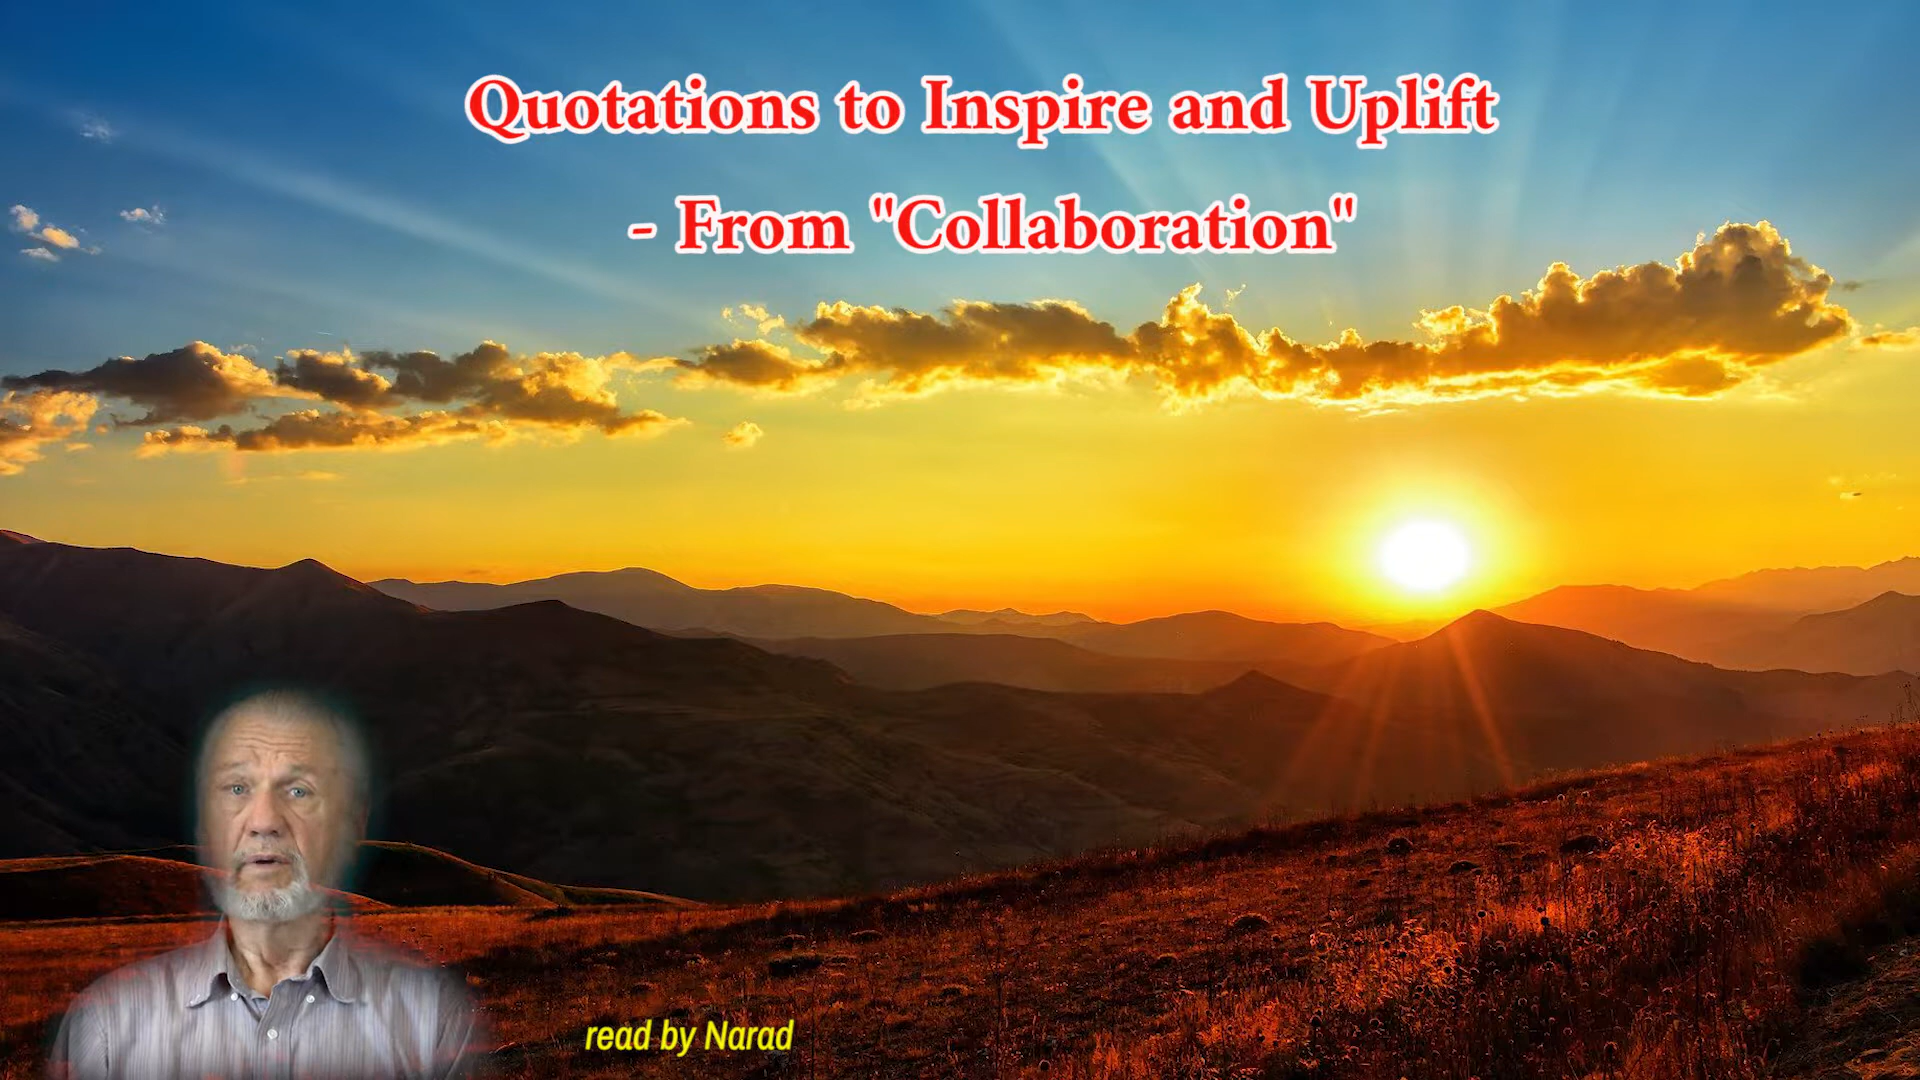 Quotations to Inspire and Uplift
- From "Collaboration"
read by Narad